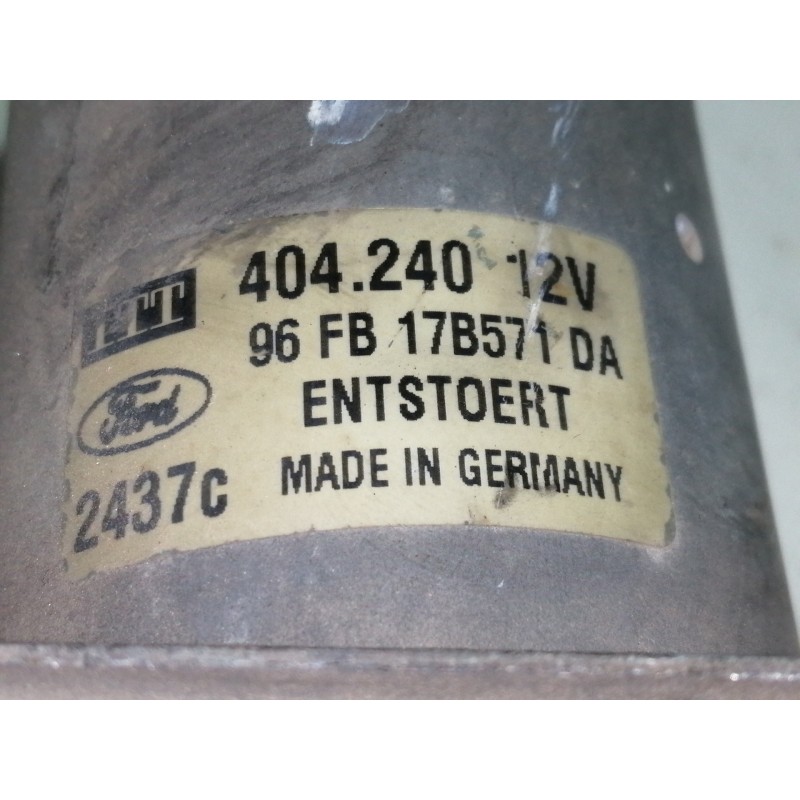 ITT 404.240 12V
96 FB 17B571 DA
Ford ENTSTOERT
2437c MADE IN GERMANY